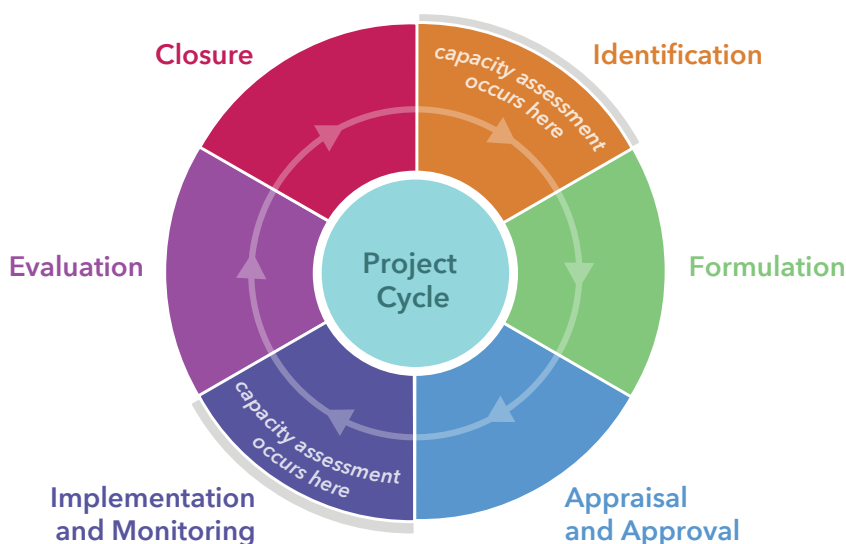 Closure
Identification
capacity assessment
occurs here
Evaluation
Project
Cycle
Formulation
capacity assessment
occurs here
Implementation
and Monitoring
Appraisal
and Approval